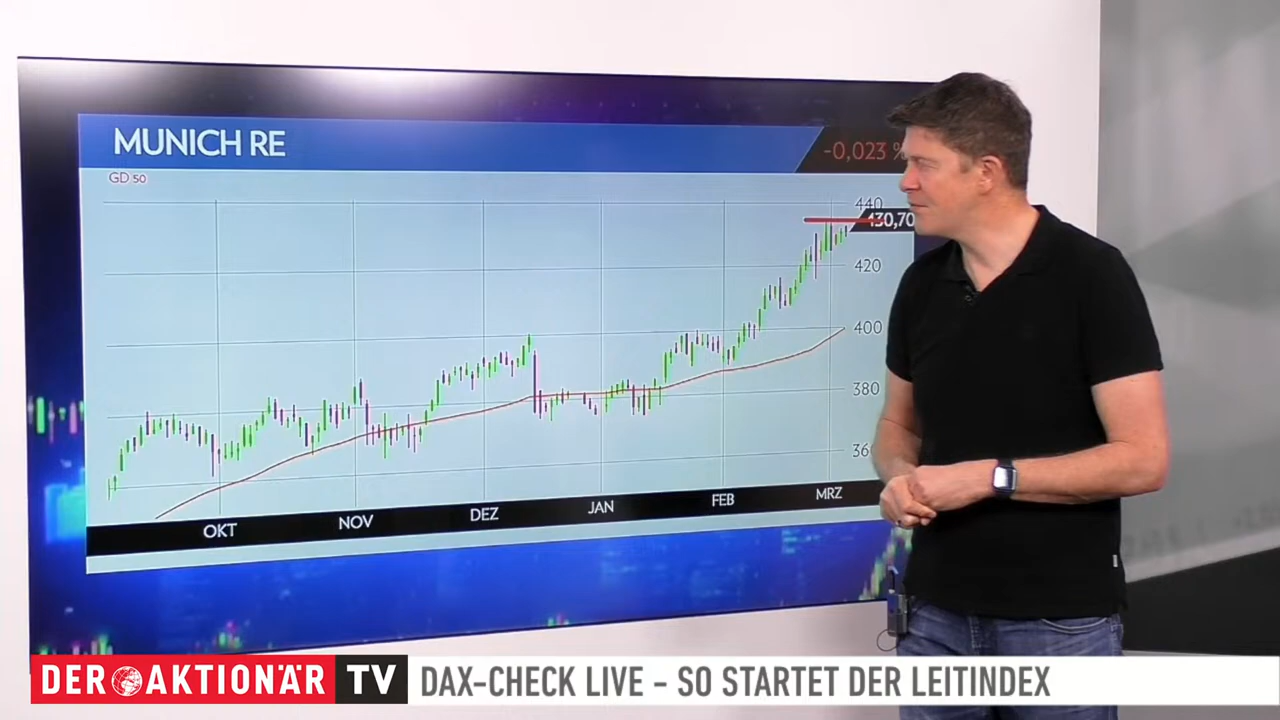 MUNICH RE
-0,023 %
GD 50
440
430,70
420
400
380
36
OKT
NOV
DEZ
JAN
FEB
MRZ
DER AKTIONÄR TV
DAX-CHECK LIVE – SO STARTET DER LEITINDEX